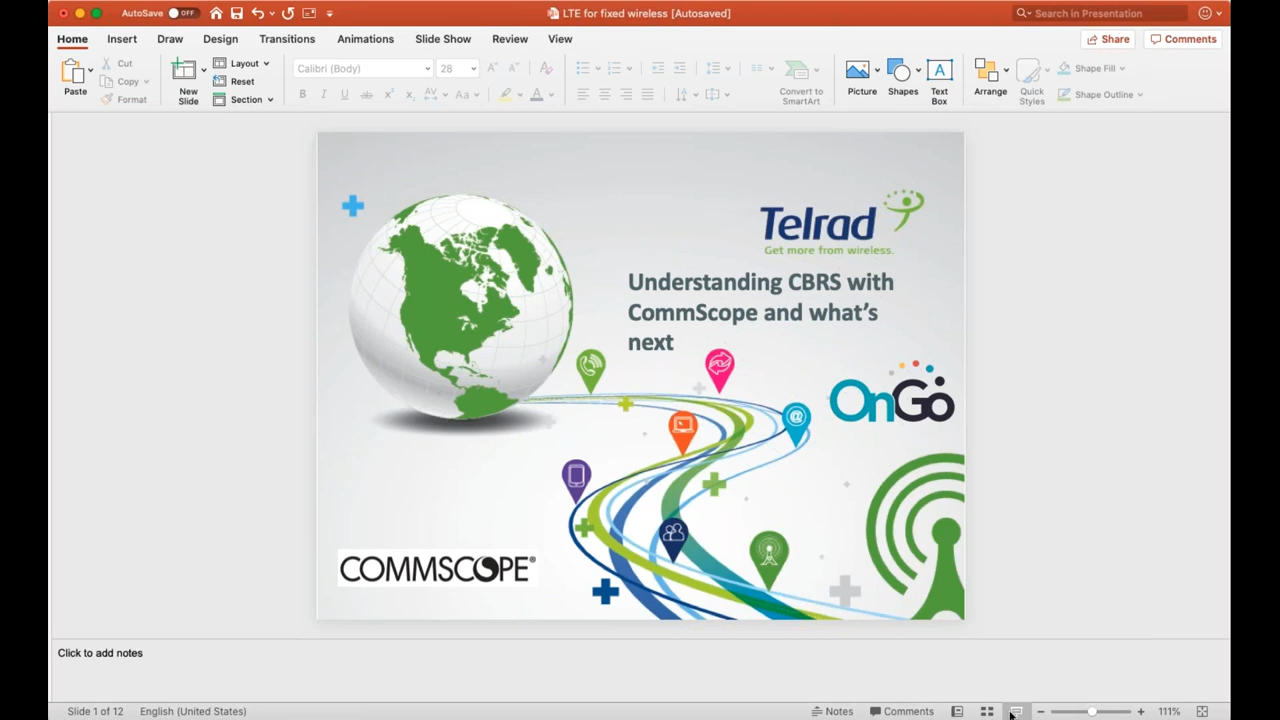 AutoSave OFF
LTE for fixed wireless [Autosaved]
Search in Presentation
Home Insert Draw Design Transitions Animations Slide Show Review View
Share Comments
Paste
Cut
Copy
Format
New
Slide
Layout
Reset
Section
Calibri (Body) 28
Convert to
SmartArt
Picture
Shapes
Text
Box
Arrange
Quick
Styles
Shape Fill
Shape Outline
Telrad
Get more from wireless.
Understanding CBRS with
CommScope and what's
next
OnGo
COMMSCOPE®
Click to add notes
Slide 1 of 12 English (United States) Notes Comments 111%